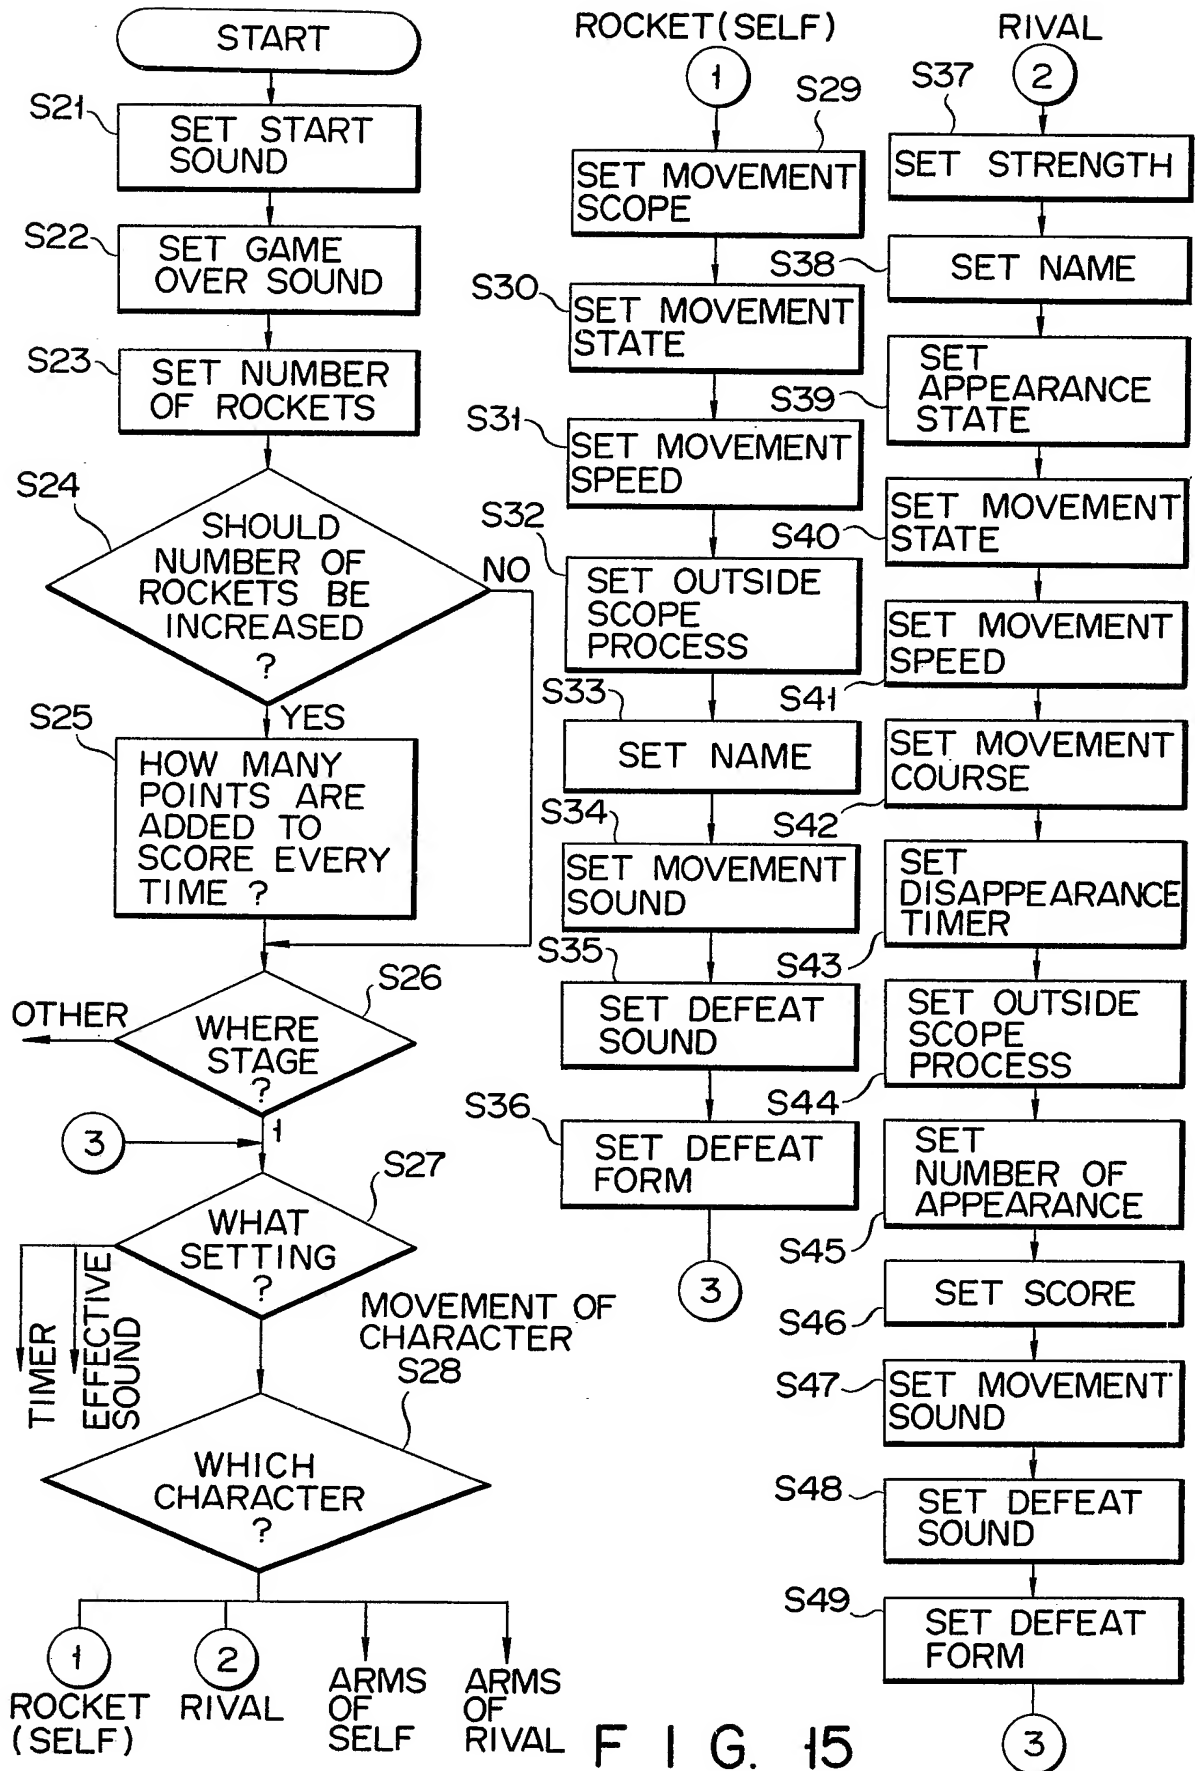 START
S21
SET START
SOUND
S22
SET GAME
OVER SOUND
S23
SET NUMBER
OF ROCKETS
S24
SHOULD
NUMBER OF
ROCKETS BE
INCREASED
?
NO
YES
S25
HOW MANY
POINTS ARE
ADDED TO
SCORE EVERY
TIME ?
S26
OTHER
WHERE
STAGE
?
1
3
S27
WHAT
SETTING
?
TIMER
EFFECTIVE
SOUND
MOVEMENT OF
CHARACTER
S28
WHICH
CHARACTER
?
1
ROCKET
(SELF)
2
RIVAL
ARMS
OF
SELF
ARMS
OF
RIVAL
ROCKET(SELF)
1
S29
SET MOVEMENT
SCOPE
S30
SET MOVEMENT
STATE
S31
SET MOVEMENT
SPEED
S32
SET OUTSIDE
SCOPE
PROCESS
S33
SET NAME
S34
SET MOVEMENT
SOUND
S35
SET DEFEAT
SOUND
S36
SET DEFEAT
FORM
3
RIVAL
2
S37
SET STRENGTH
S38
SET NAME
S39
SET
APPEARANCE
STATE
S40
SET MOVEMENT
STATE
S41
SET MOVEMENT
SPEED
S42
SET MOVEMENT
COURSE
S43
SET
DISAPPEARANCE
TIMER
S44
SET OUTSIDE
SCOPE
PROCESS
S45
SET
NUMBER OF
APPEARANCE
S46
SET SCORE
S47
SET MOVEMENT
SOUND
S48
SET DEFEAT
SOUND
S49
SET DEFEAT
FORM
3
FIG. 15